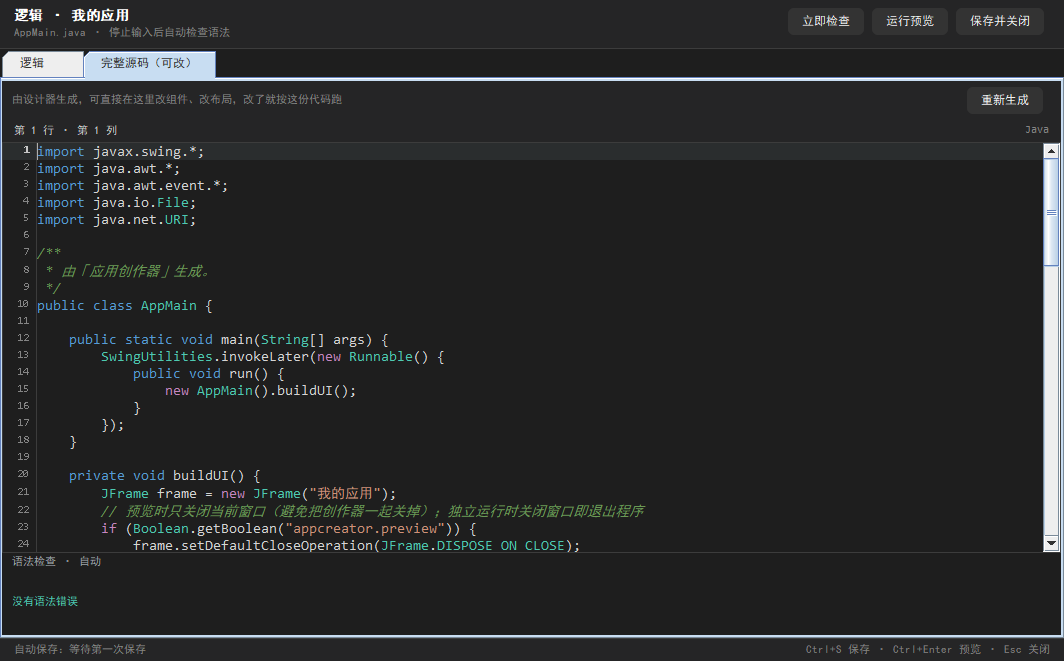 逻辑 · 我的应用
AppMain.java · 停止输入后自动检查语法
立即检查 运行预览 保存并关闭
逻辑 完整源码（可改）
由设计器生成，可直接在这里改组件、改布局，改了就按这份代码跑
重新生成
第 1 行 · 第 1 列
Java
1 import javax.swing.*;
2 import java.awt.*;
3 import java.awt.event.*;
4 import java.io.File;
5 import java.net.URI;
6
7 /**
8  * 由「应用创作器」生成。
9  */
10 public class AppMain {
11
12     public static void main(String[] args) {
13         SwingUtilities.invokeLater(new Runnable() {
14             public void run() {
15                 new AppMain().buildUI();
16             }
17         });
18     }
19
20     private void buildUI() {
21         JFrame frame = new JFrame("我的应用");
22         // 预览时只关闭当前窗口（避免把创作器一起关掉）；独立运行时关闭窗口即退出程序
23         if (Boolean.getBoolean("appcreator.preview")) {
24             frame.setDefaultCloseOperation(JFrame.DISPOSE_ON_CLOSE);
语法检查 · 自动
没有语法错误
自动保存：等待第一次保存
Ctrl+S 保存 · Ctrl+Enter 预览 · Esc 关闭